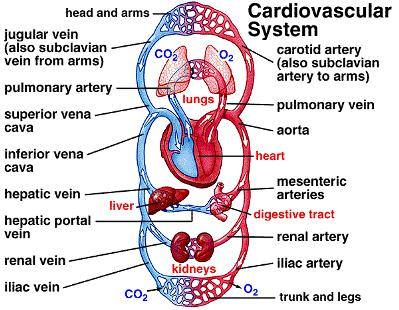 Cardiovascular
System
head and arms
jugular vein
(also subclavian
vein from arms)
CO2
O2
carotid artery
(also subclavian
artery to arms)
pulmonary artery
lungs
pulmonary vein
superior vena
cava
aorta
inferior vena
cava
heart
hepatic vein
liver
mesenteric
arteries
digestive tract
hepatic portal
vein
renal artery
renal vein
kidneys
iliac artery
iliac vein
CO2
O2
trunk and legs